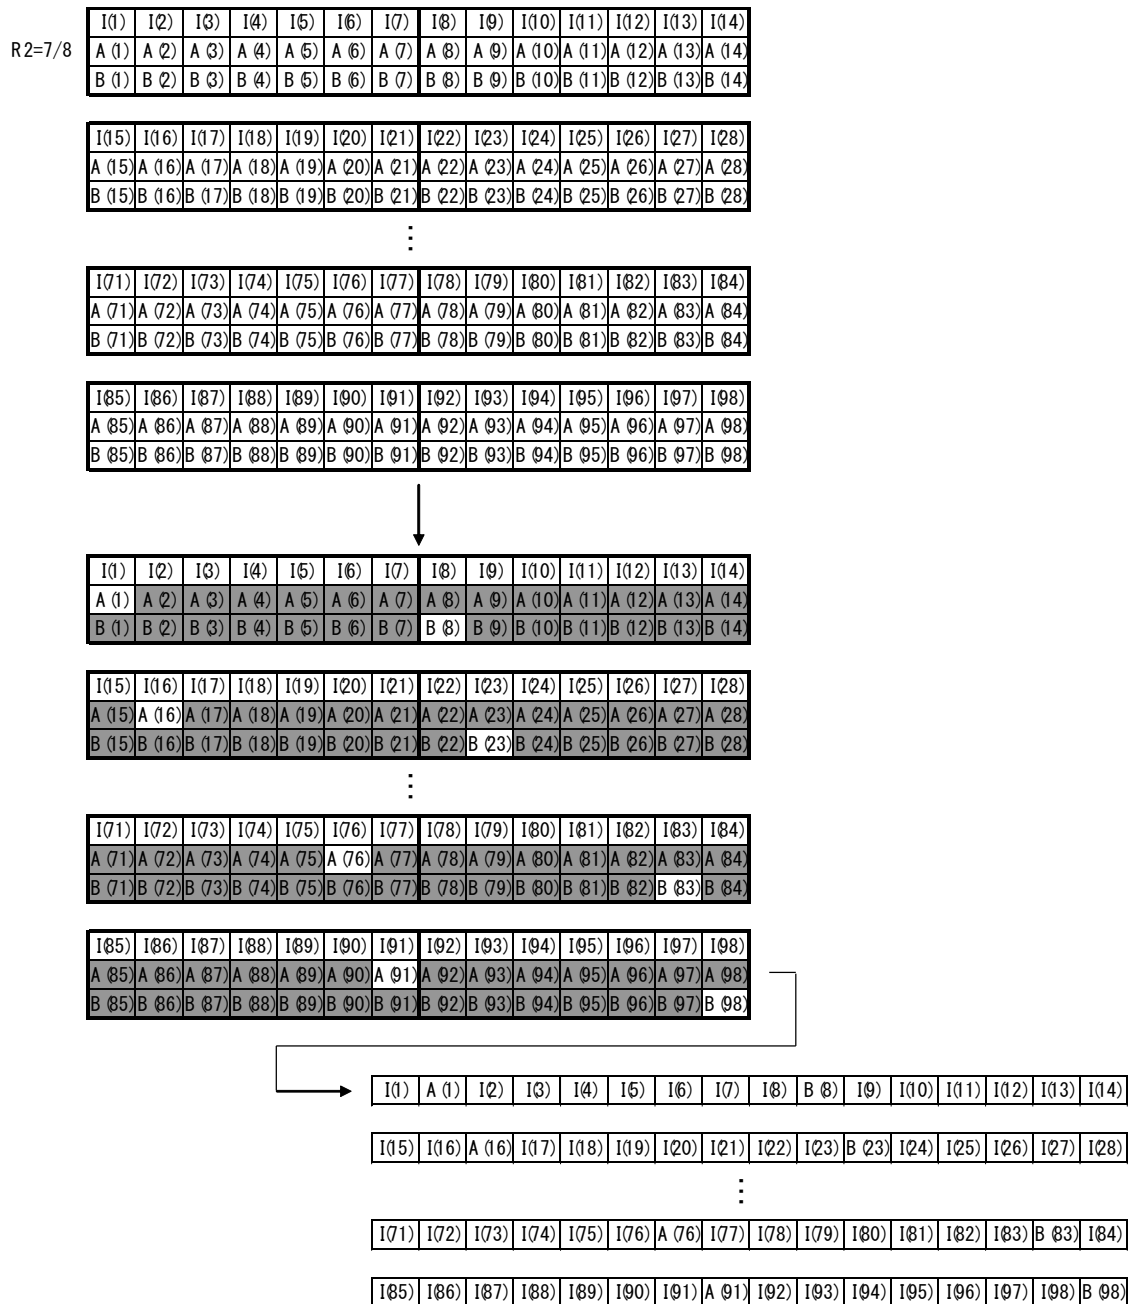 I(1) I(2) I(3) I(4) I(5) I(6) I(7) I(8) I(9) I(10) I(11) I(12) I(13) I(14)
R2=7/8 A(1) A(2) A(3) A(4) A(5) A(6) A(7) A(8) A(9) A(10) A(11) A(12) A(13) A(14)
B(1) B(2) B(3) B(4) B(5) B(6) B(7) B(8) B(9) B(10) B(11) B(12) B(13) B(14)
I(15) I(16) I(17) I(18) I(19) I(20) I(21) I(22) I(23) I(24) I(25) I(26) I(27) I(28)
A(15) A(16) A(17) A(18) A(19) A(20) A(21) A(22) A(23) A(24) A(25) A(26) A(27) A(28)
B(15) B(16) B(17) B(18) B(19) B(20) B(21) B(22) B(23) B(24) B(25) B(26) B(27) B(28)
⋮
I(71) I(72) I(73) I(74) I(75) I(76) I(77) I(78) I(79) I(80) I(81) I(82) I(83) I(84)
A(71) A(72) A(73) A(74) A(75) A(76) A(77) A(78) A(79) A(80) A(81) A(82) A(83) A(84)
B(71) B(72) B(73) B(74) B(75) B(76) B(77) B(78) B(79) B(80) B(81) B(82) B(83) B(84)
I(85) I(86) I(87) I(88) I(89) I(90) I(91) I(92) I(93) I(94) I(95) I(96) I(97) I(98)
A(85) A(86) A(87) A(88) A(89) A(90) A(91) A(92) A(93) A(94) A(95) A(96) A(97) A(98)
B(85) B(86) B(87) B(88) B(89) B(90) B(91) B(92) B(93) B(94) B(95) B(96) B(97) B(98)
I(1) I(2) I(3) I(4) I(5) I(6) I(7) I(8) I(9) I(10) I(11) I(12) I(13) I(14)
A(1) A(2) A(3) A(4) A(5) A(6) A(7) A(8) A(9) A(10) A(11) A(12) A(13) A(14)
B(1) B(2) B(3) B(4) B(5) B(6) B(7) B(8) B(9) B(10) B(11) B(12) B(13) B(14)
I(15) I(16) I(17) I(18) I(19) I(20) I(21) I(22) I(23) I(24) I(25) I(26) I(27) I(28)
A(15) A(16) A(17) A(18) A(19) A(20) A(21) A(22) A(23) A(24) A(25) A(26) A(27) A(28)
B(15) B(16) B(17) B(18) B(19) B(20) B(21) B(22) B(23) B(24) B(25) B(26) B(27) B(28)
⋮
I(71) I(72) I(73) I(74) I(75) I(76) I(77) I(78) I(79) I(80) I(81) I(82) I(83) I(84)
A(71) A(72) A(73) A(74) A(75) A(76) A(77) A(78) A(79) A(80) A(81) A(82) A(83) A(84)
B(71) B(72) B(73) B(74) B(75) B(76) B(77) B(78) B(79) B(80) B(81) B(82) B(83) B(84)
I(85) I(86) I(87) I(88) I(89) I(90) I(91) I(92) I(93) I(94) I(95) I(96) I(97) I(98)
A(85) A(86) A(87) A(88) A(89) A(90) A(91) A(92) A(93) A(94) A(95) A(96) A(97) A(98)
B(85) B(86) B(87) B(88) B(89) B(90) B(91) B(92) B(93) B(94) B(95) B(96) B(97) B(98)
I(1) A(1) I(2) I(3) I(4) I(5) I(6) I(7) I(8) B(8) I(9) I(10) I(11) I(12) I(13) I(14)
I(15) I(16) A(16) I(17) I(18) I(19) I(20) I(21) I(22) I(23) B(23) I(24) I(25) I(26) I(27) I(28)
⋮
I(71) I(72) I(73) I(74) I(75) I(76) A(76) I(77) I(78) I(79) I(80) I(81) I(82) I(83) B(83) I(84)
I(85) I(86) I(87) I(88) I(89) I(90) I(91) A(91) I(92) I(93) I(94) I(95) I(96) I(97) I(98) B(98)